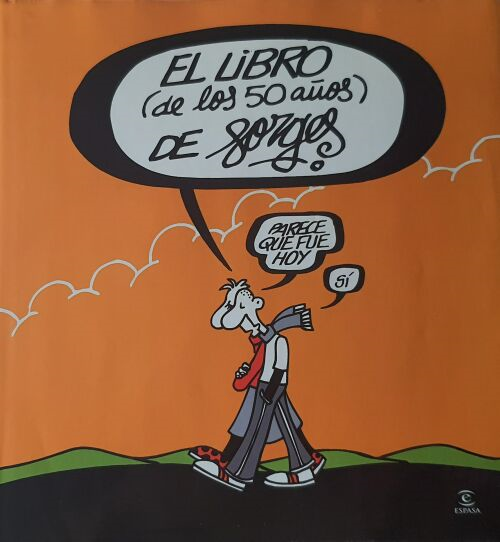 EL LiBRO
(de los 50 años)
DE forges
PARECE
QUE FUE
HOY
SÍ
e
ESPASA